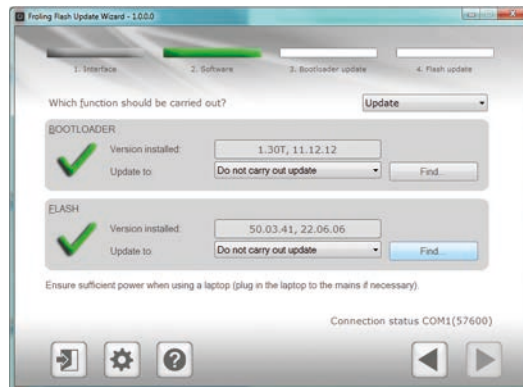 Froling Flash Update Wizard - 1.0.0.0
1. Interface
2. Software
3. Bootloader update
4. Flash update
Which function should be carried out?
Update
BOOTLOADER
Version installed:
1.30T, 11.12.12
Update to:
Do not carry out update
Find...
FLASH
Version installed:
50.03.41, 22.06.06
Update to:
Do not carry out update
Find...
Ensure sufficient power when using a laptop (plug in the laptop to the mains if necessary).
Connection status COM1(57600)